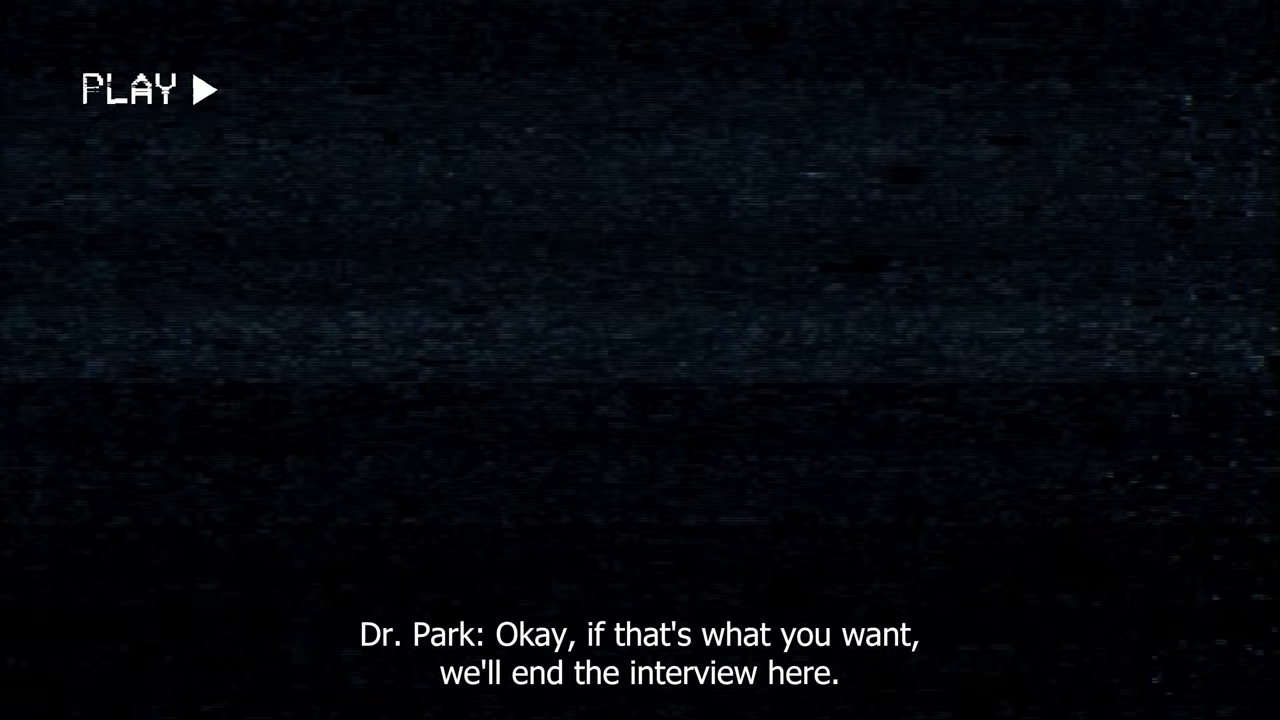 PLAY ▶
Dr. Park: Okay, if that's what you want,
we'll end the interview here.